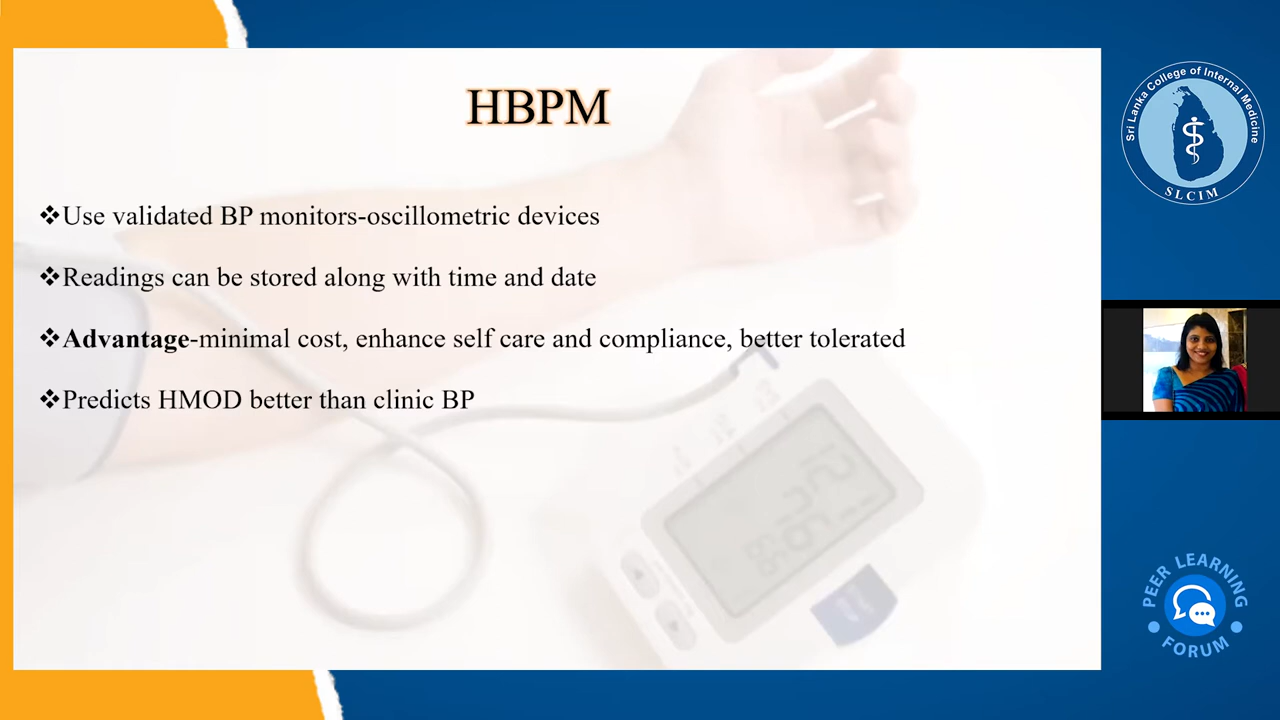 HBPM
❖Use validated BP monitors-oscillometric devices
❖Readings can be stored along with time and date
❖Advantage-minimal cost, enhance self care and compliance, better tolerated
❖Predicts HMOD better than clinic BP
Sri Lanka College of Internal Medicine
SLCIM
PEER LEARNING
FORUM